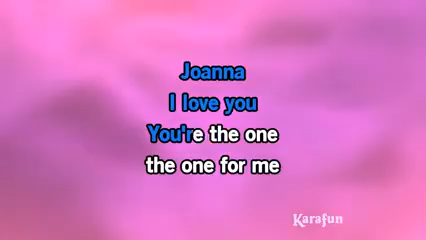 Joanna
I love you
You're the one
the one for me
Karafun